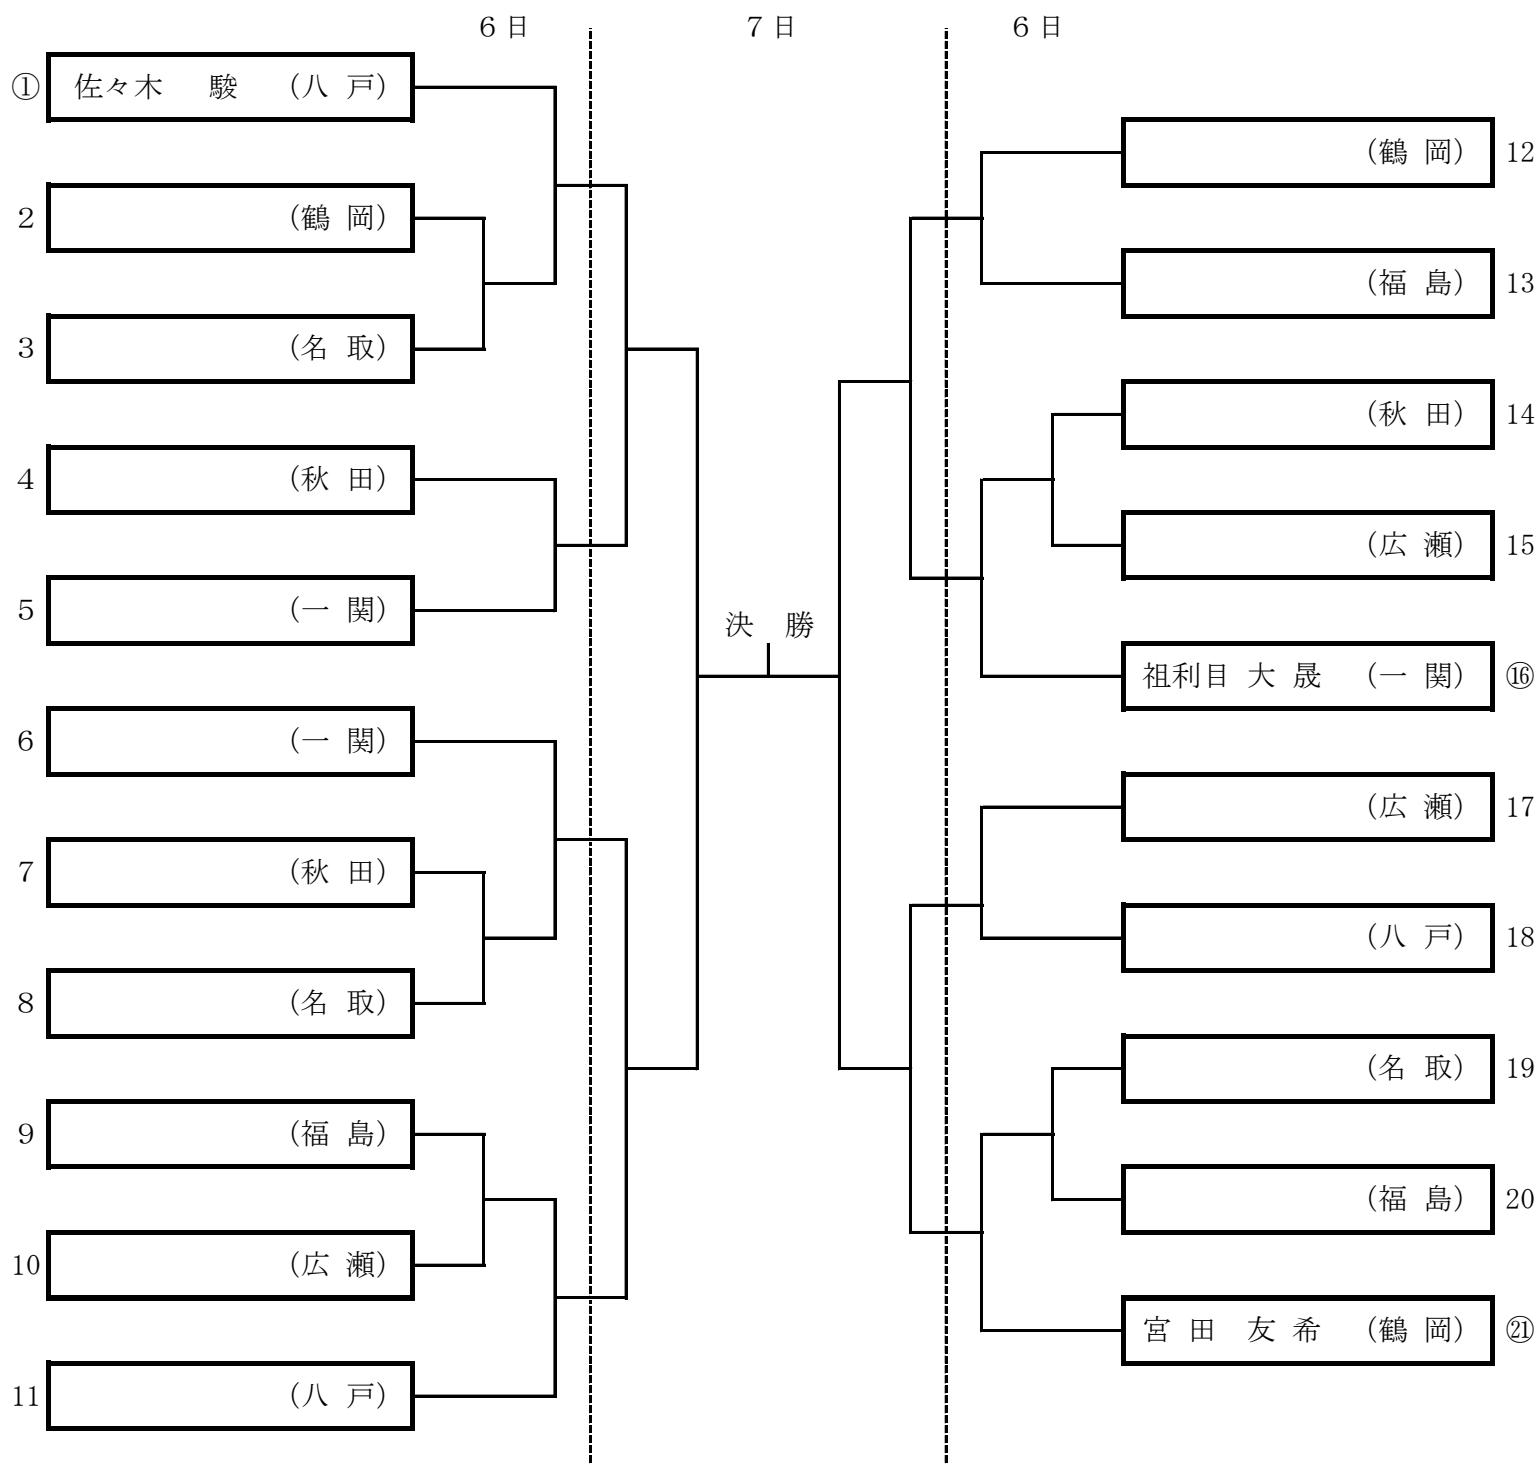 ６日 ７日 ６日
① 佐々木 駿 （八 戸）
2 （鶴 岡）
3 （名 取）
4 （秋 田）
5 （一 関）
6 （一 関）
7 （秋 田）
8 （名 取）
9 （福 島）
10 （広 瀬）
11 （八 戸）
決 勝
（鶴 岡） 12
（福 島） 13
（秋 田） 14
（広 瀬） 15
祖利目 大 晟 （一 関） ⑯
（広 瀬） 17
（八 戸） 18
（名 取） 19
（福 島） 20
宮 田 友 希 （鶴 岡） ㉑